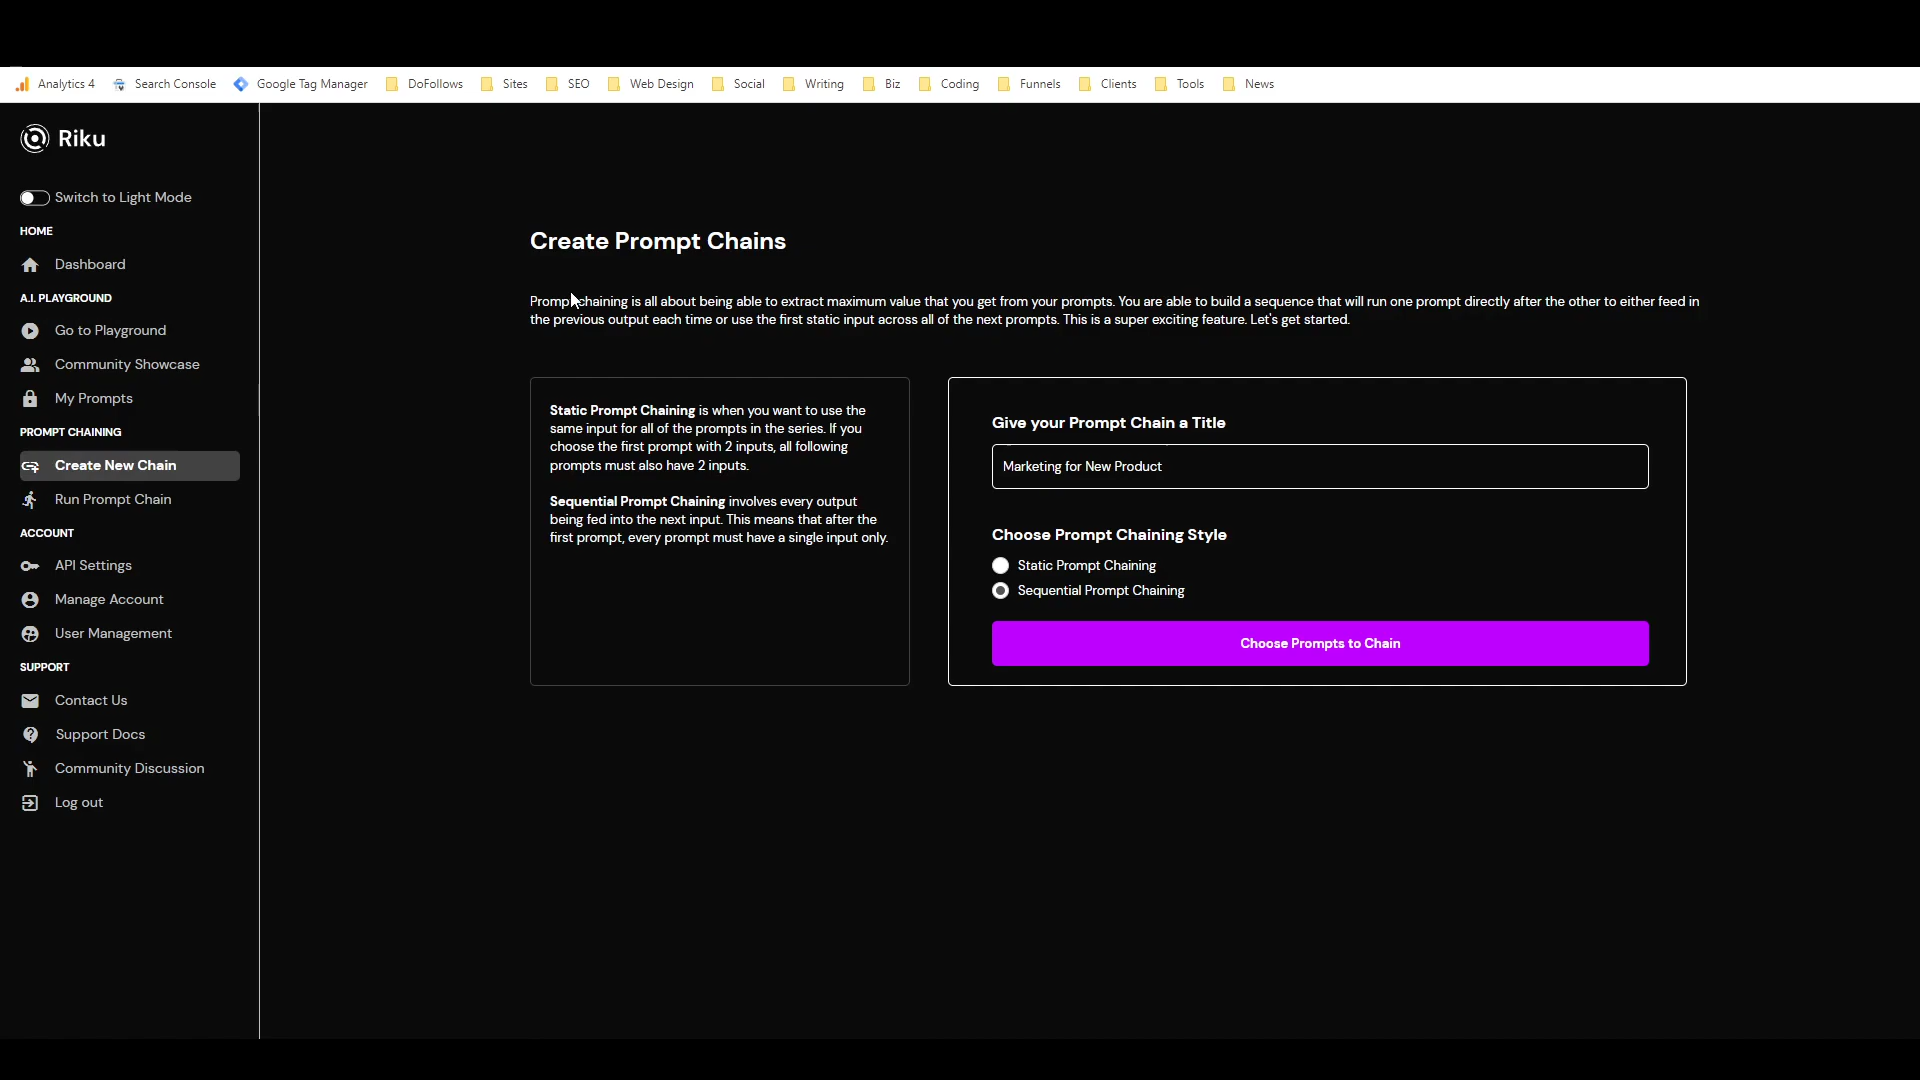 Analytics 4 Search Console Google Tag Manager DoFollows Sites SEO Web Design Social Writing Biz Coding Funnels Clients Tools News
Riku
Switch to Light Mode
HOME
Dashboard
A.I. PLAYGROUND
Go to Playground
Community Showcase
My Prompts
PROMPT CHAINING
Create New Chain
Run Prompt Chain
ACCOUNT
API Settings
Manage Account
User Management
SUPPORT
Contact Us
Support Docs
Community Discussion
Log out
Create Prompt Chains
Prompt chaining is all about being able to extract maximum value that you get from your prompts. You are able to build a sequence that will run one prompt directly after the other to either feed in
the previous output each time or use the first static input across all of the next prompts. This is a super exciting feature. Let's get started.
Static Prompt Chaining is when you want to use the
same input for all of the prompts in the series. If you
choose the first prompt with 2 inputs, all following
prompts must also have 2 inputs.
Sequential Prompt Chaining involves every output
being fed into the next input. This means that after the
first prompt, every prompt must have a single input only.
Give your Prompt Chain a Title
Marketing for New Product
Choose Prompt Chaining Style
Static Prompt Chaining
Sequential Prompt Chaining
Choose Prompts to Chain